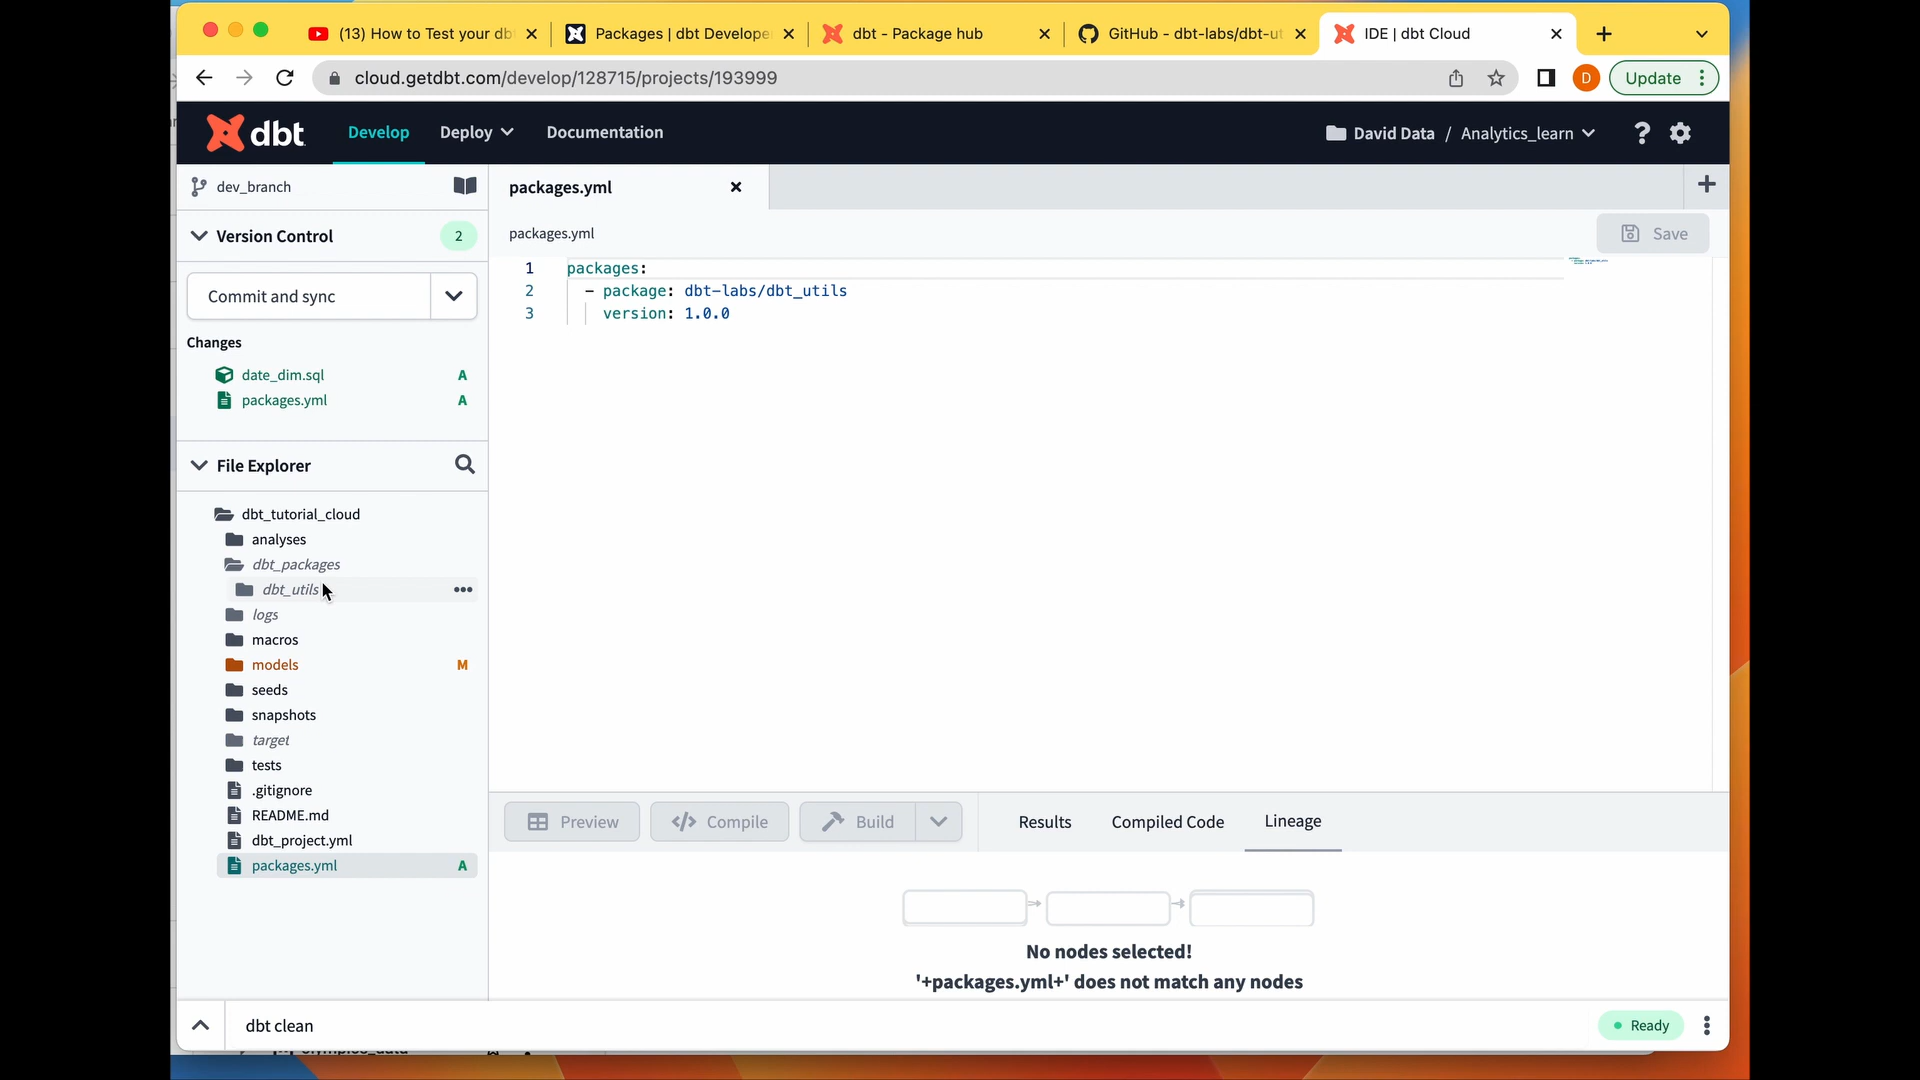 (13) How to Test your dbt
Packages | dbt Develope
dbt - Package hub
GitHub - dbt-labs/dbt-ut
IDE | dbt Cloud
cloud.getdbt.com/develop/128715/projects/193999
D
Update
dbt
Develop
Deploy
Documentation
David Data / Analytics_learn
?
dev_branch
packages.yml
Version Control
2
packages.yml
Save
Commit and sync
1 packages:
2 - package: dbt-labs/dbt_utils
3 version: 1.0.0
Changes
date_dim.sql A
packages.yml A
File Explorer
dbt_tutorial_cloud
analyses
dbt_packages
dbt_utils
logs
macros
models M
seeds
snapshots
target
tests
.gitignore
README.md
dbt_project.yml
packages.yml A
Preview
Compile
Build
Results
Compiled Code
Lineage
No nodes selected!
'+packages.yml+' does not match any nodes
dbt clean
Ready